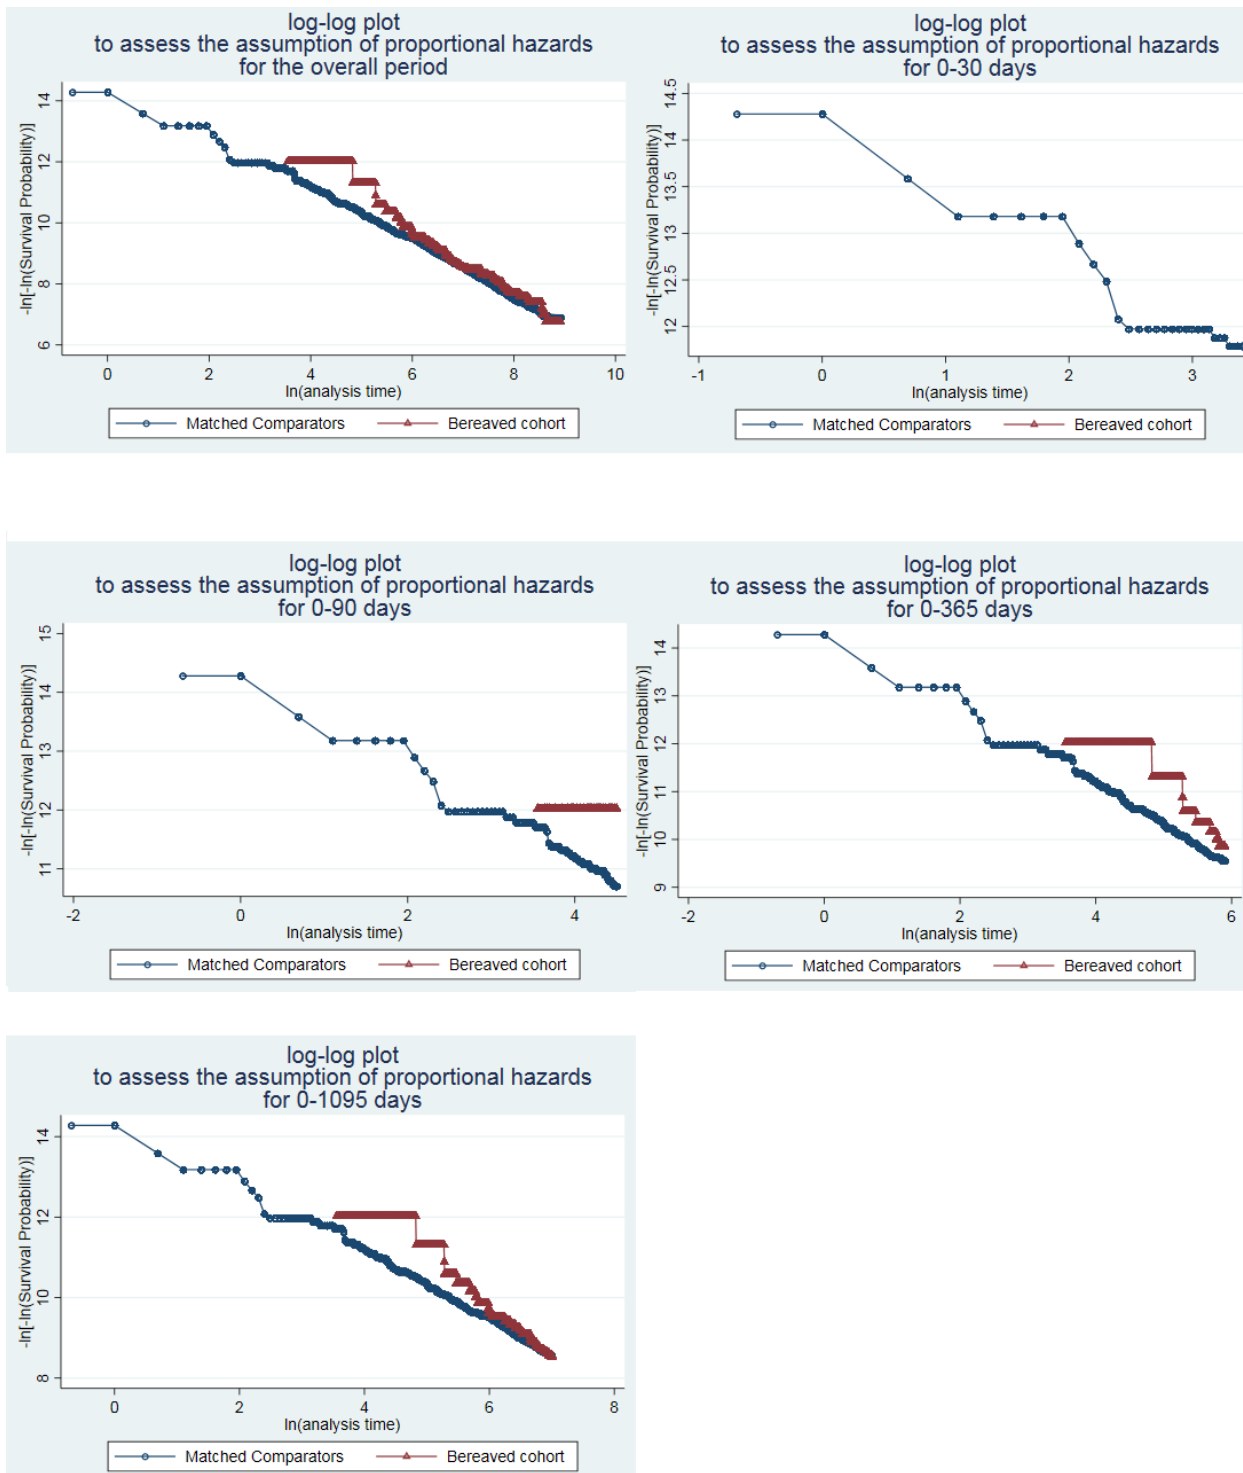 log-log plot
to assess the assumption of proportional hazards
for the overall period
-ln[-ln(Survival Probability)]
14
12
10
8
6
0
2
4
6
8
10
ln(analysis time)
Matched Comparators
Bereaved cohort
log-log plot
to assess the assumption of proportional hazards
for 0-30 days
-ln[-ln(Survival Probability)]
14.5
14
13.5
13
12.5
12
-1
0
1
2
3
ln(analysis time)
Matched Comparators
Bereaved cohort
log-log plot
to assess the assumption of proportional hazards
for 0-90 days
-ln[-ln(Survival Probability)]
15
14
13
12
11
-2
0
2
4
ln(analysis time)
Matched Comparators
Bereaved cohort
log-log plot
to assess the assumption of proportional hazards
for 0-365 days
-ln[-ln(Survival Probability)]
14
13
12
11
10
9
-2
0
2
4
6
ln(analysis time)
Matched Comparators
Bereaved cohort
log-log plot
to assess the assumption of proportional hazards
for 0-1095 days
-ln[-ln(Survival Probability)]
14
12
10
8
0
2
4
6
8
ln(analysis time)
Matched Comparators
Bereaved cohort